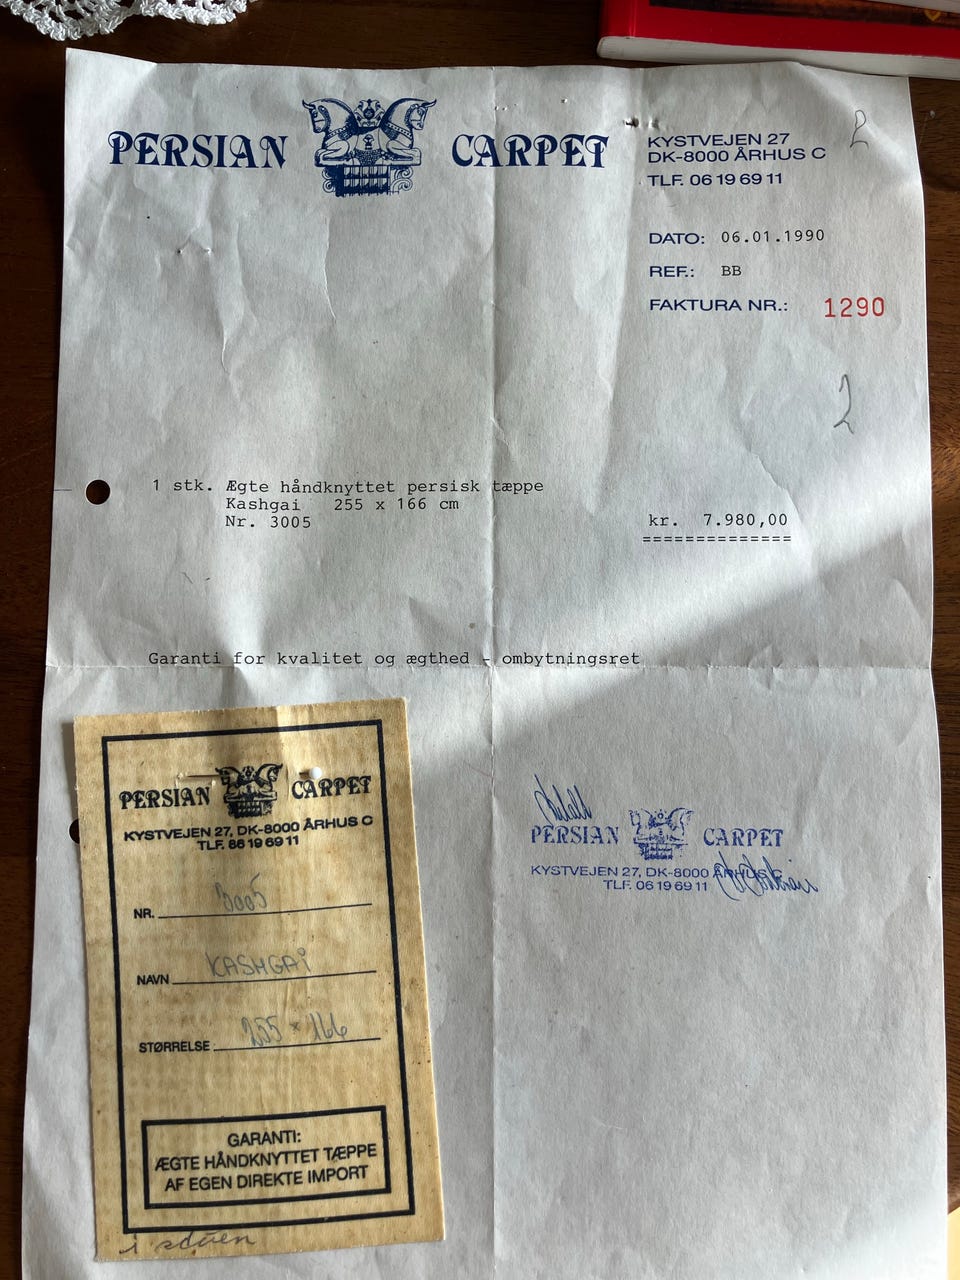 PERSIAN CARPET
KYSTVEJEN 27
DK-8000 ÅRHUS C
TLF. 06 19 69 11
2
DATO: 06.01.1990
REF.: BB
FAKTURA NR.: 1290
2
1 stk. Ægte håndknyttet persisk tæppe
Kashgai 255 x 166 cm
Nr. 3005
kr. 7.980,00
==============
Garanti for kvalitet og ægthed - ombytningsret
PERSIAN CARPET
KYSTVEJEN 27, DK-8000 ÅRHUS C
TLF. 86 19 69 11
NR. 3005
NAVN KASHGAI
STØRRELSE: 255 x 166
GARANTI:
ÆGTE HÅNDKNYTTET TÆPPE
AF EGEN DIREKTE IMPORT
i stuen
PERSIAN CARPET
KYSTVEJEN 27, DK-8000 ÅRHUS C
TLF. 06 19 69 11